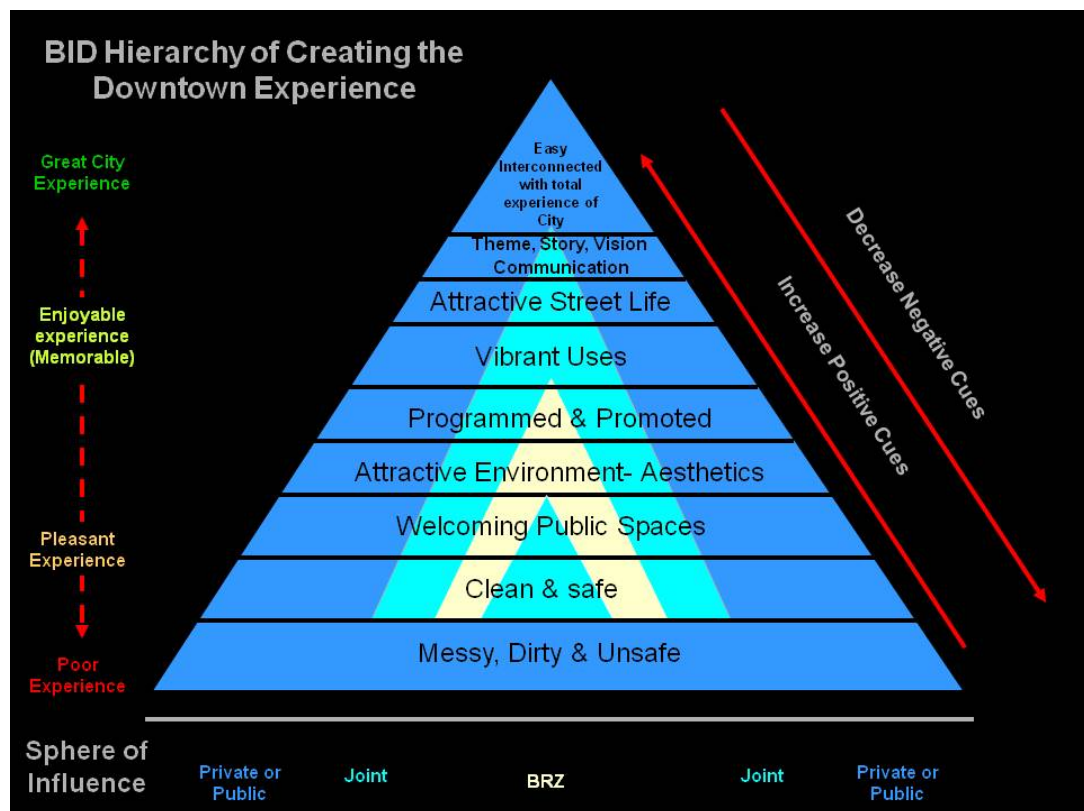 BID Hierarchy of Creating the
Downtown Experience
Great City
Experience
Enjoyable
experience
(Memorable)
Pleasant
Experience
Poor
Experience
Easy
Interconnected
with total
experience of
City
Theme, Story, Vision
Communication
Attractive Street Life
Vibrant Uses
Programmed & Promoted
Attractive Environment- Aesthetics
Welcoming Public Spaces
Clean & safe
Messy, Dirty & Unsafe
Increase Positive Cues
Decrease Negative Cues
Sphere of
Influence
Private or
Public
Joint
BRZ
Joint
Private or
Public